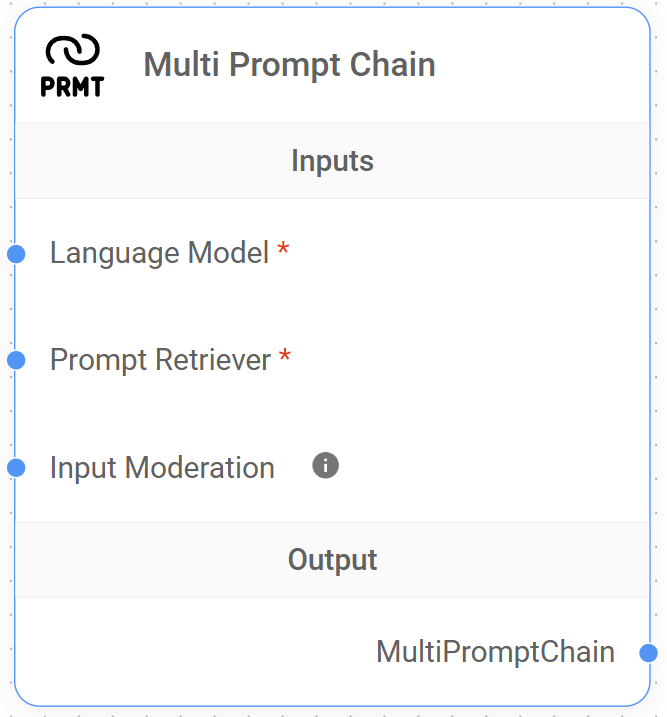 PRMT
Multi Prompt Chain
Inputs
Language Model *
Prompt Retriever *
Input Moderation i
Output
MultiPromptChain